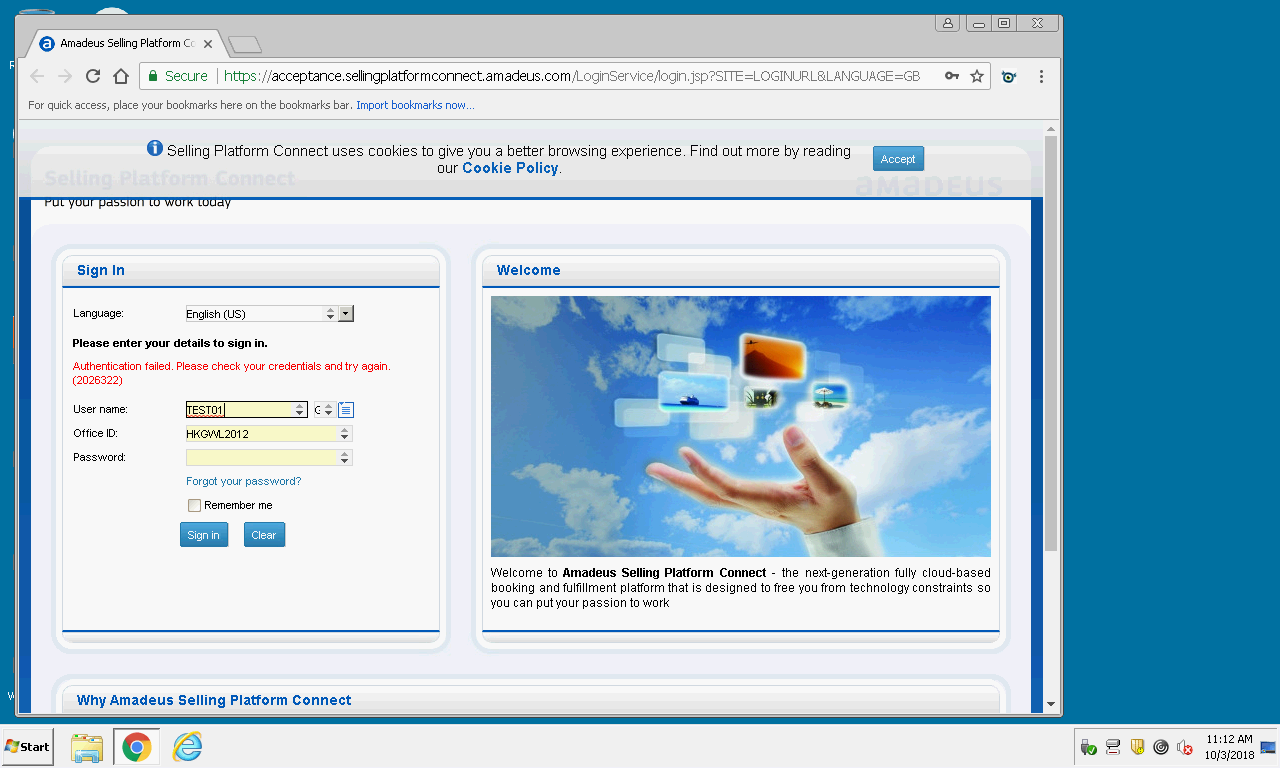 Amadeus Selling Platform Co
Secure
https://acceptance.sellingplatformconnect.amadeus.com/LoginService/login.jsp?SITE=LOGINURL&LANGUAGE=GB
For quick access, place your bookmarks here on the bookmarks bar. Import bookmarks now...
Selling Platform Connect uses cookies to give you a better browsing experience. Find out more by reading
our Cookie Policy.
Accept
Selling Platform Connect
amadeus
Put your passion to work today
Sign In
Language:
English (US)
Please enter your details to sign in.
Authentication failed. Please check your credentials and try again.
(2026322)
User name:
TEST01
Office ID:
HKGWL2012
Password:
Forgot your password?
Remember me
Sign in
Clear
Welcome
Welcome to Amadeus Selling Platform Connect - the next-generation fully cloud-based
booking and fulfillment platform that is designed to free you from technology constraints so
you can put your passion to work
Why Amadeus Selling Platform Connect
Start
11:12 AM
10/3/2018